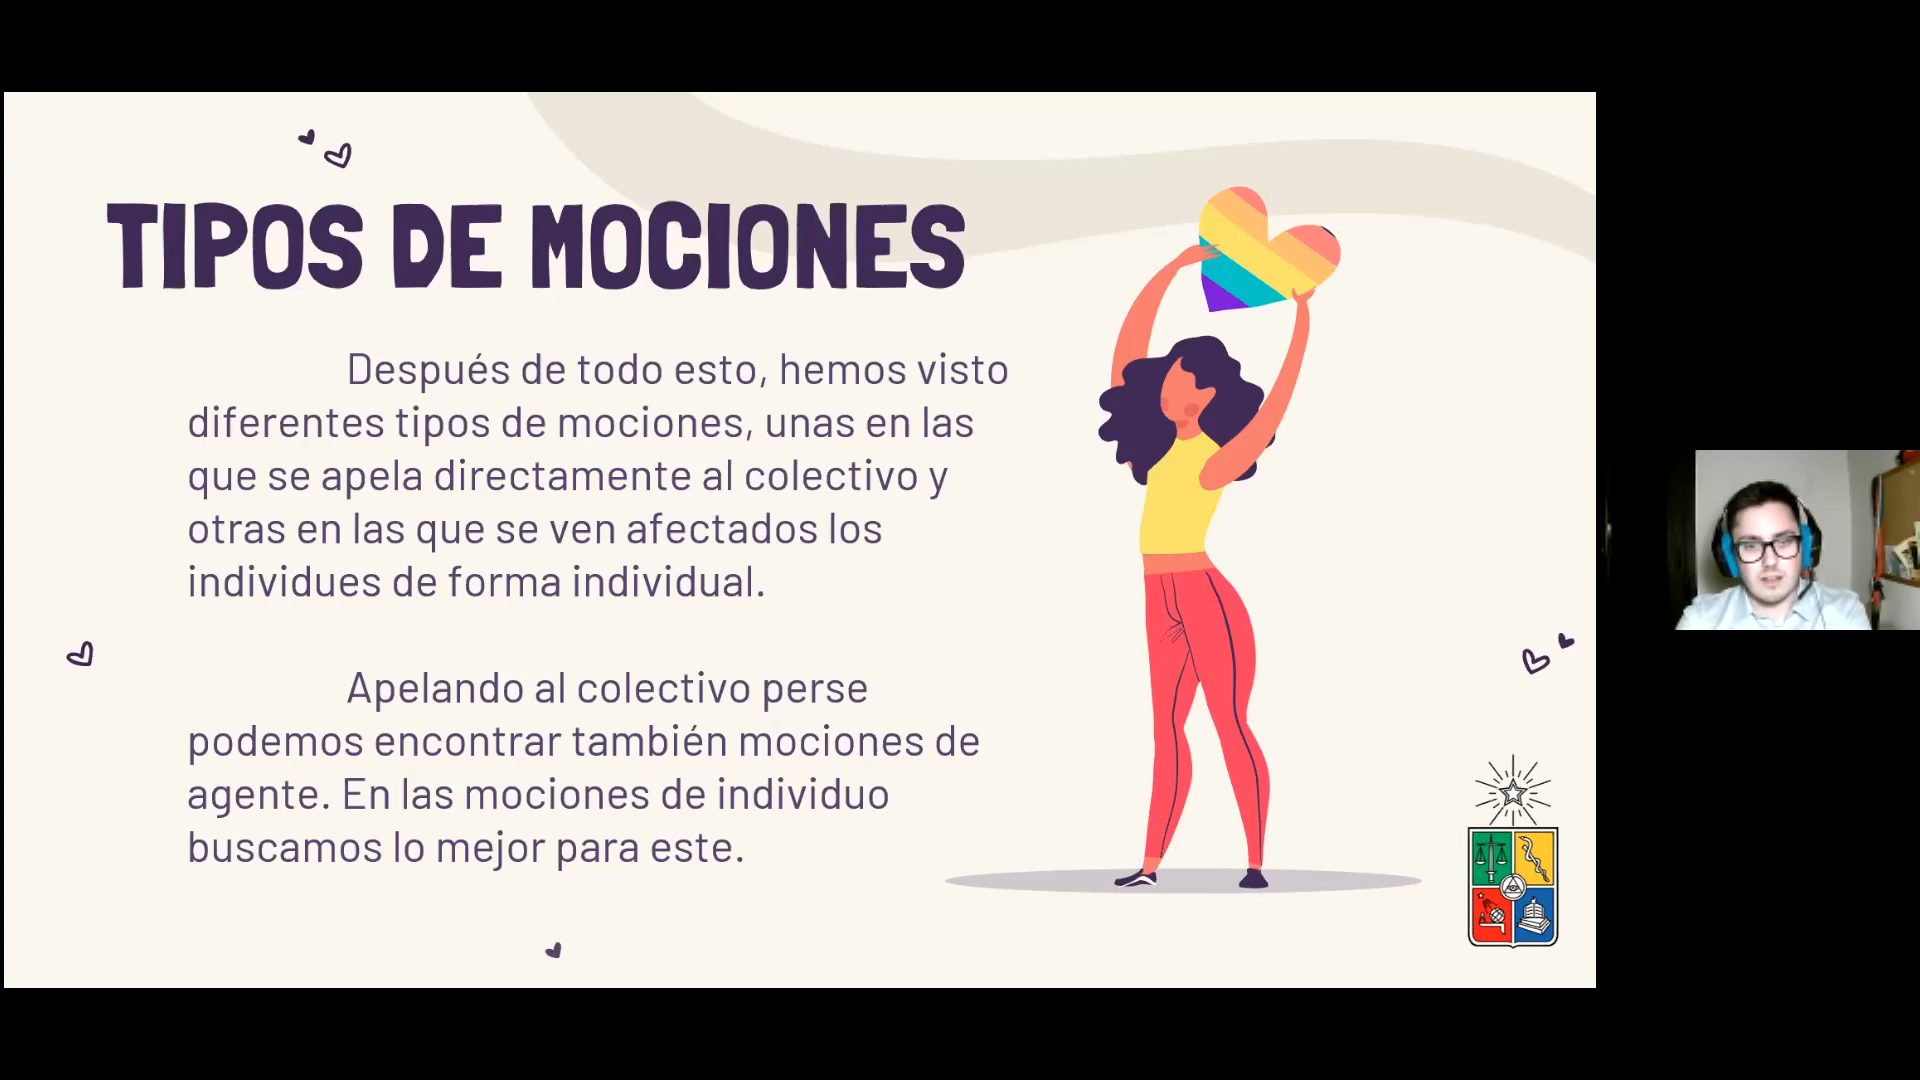 TIPOS DE MOCIONES
Después de todo esto, hemos visto
diferentes tipos de mociones, unas en las
que se apela directamente al colectivo y
otras en las que se ven afectados los
individues de forma individual.
Apelando al colectivo perse
podemos encontrar también mociones de
agente. En las mociones de individuo
buscamos lo mejor para este.